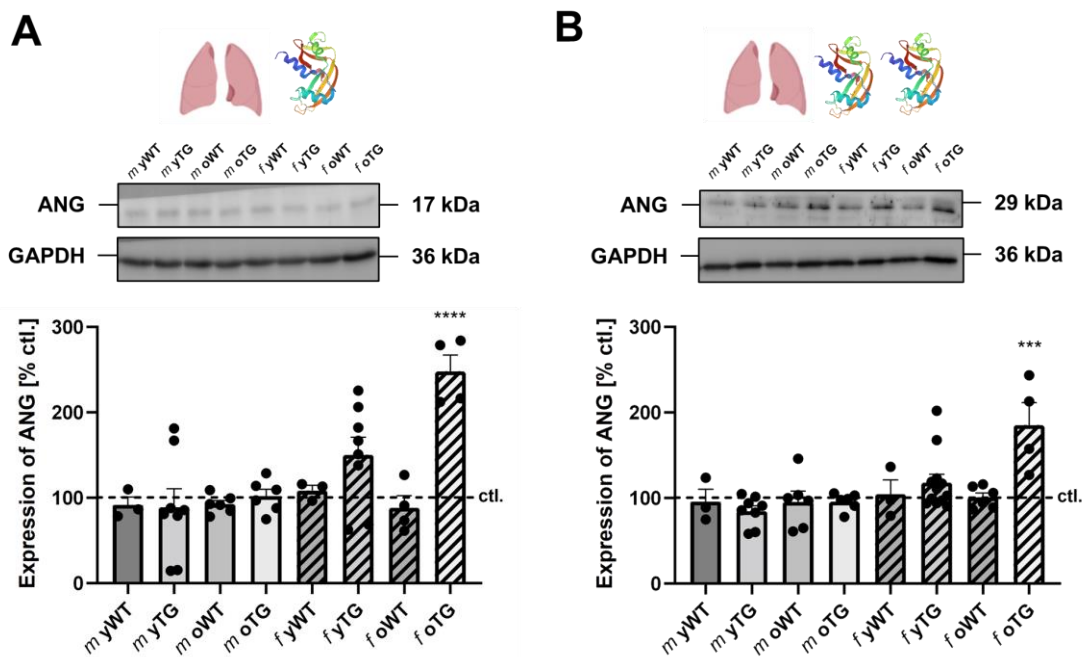 A
m yWT m yTG m oWT m oTG f yWT f yTG f oWT f oTG
ANG 17 kDa
GAPDH 36 kDa
Expression of ANG [% ctl.]
300
200
100
0
****
ctl.
m yWT m yTG m oWT m oTG f yWT f yTG f oWT f oTG
B
m yWT m yTG m oWT m oTG f yWT f yTG f oWT f oTG
ANG 29 kDa
GAPDH 36 kDa
Expression of ANG [% ctl.]
300
200
100
0
***
ctl.
m yWT m yTG m oWT m oTG f yWT f yTG f oWT f oTG